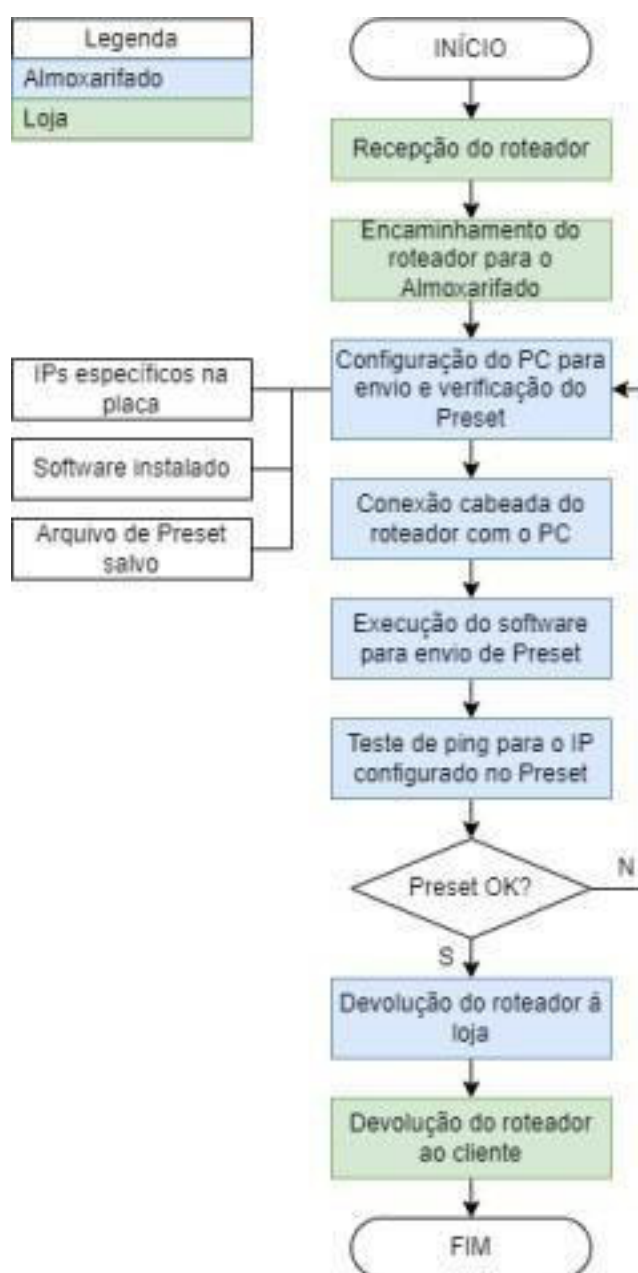 Legenda
Almoxarifado
Loja
INÍCIO
Recepção do roteador
Encaminhamento do
roteador para o
Almoxarifado
Configuração do PC para
envio e verificação do
Preset
IPs específicos na
placa
Software instalado
Arquivo de Preset
salvo
Conexão cabeada do
roteador com o PC
Execução do software
para envio de Preset
Teste de ping para o IP
configurado no Preset
Preset OK?
N
S
Devolução do roteador á
loja
Devolução do roteador
ao cliente
FIM